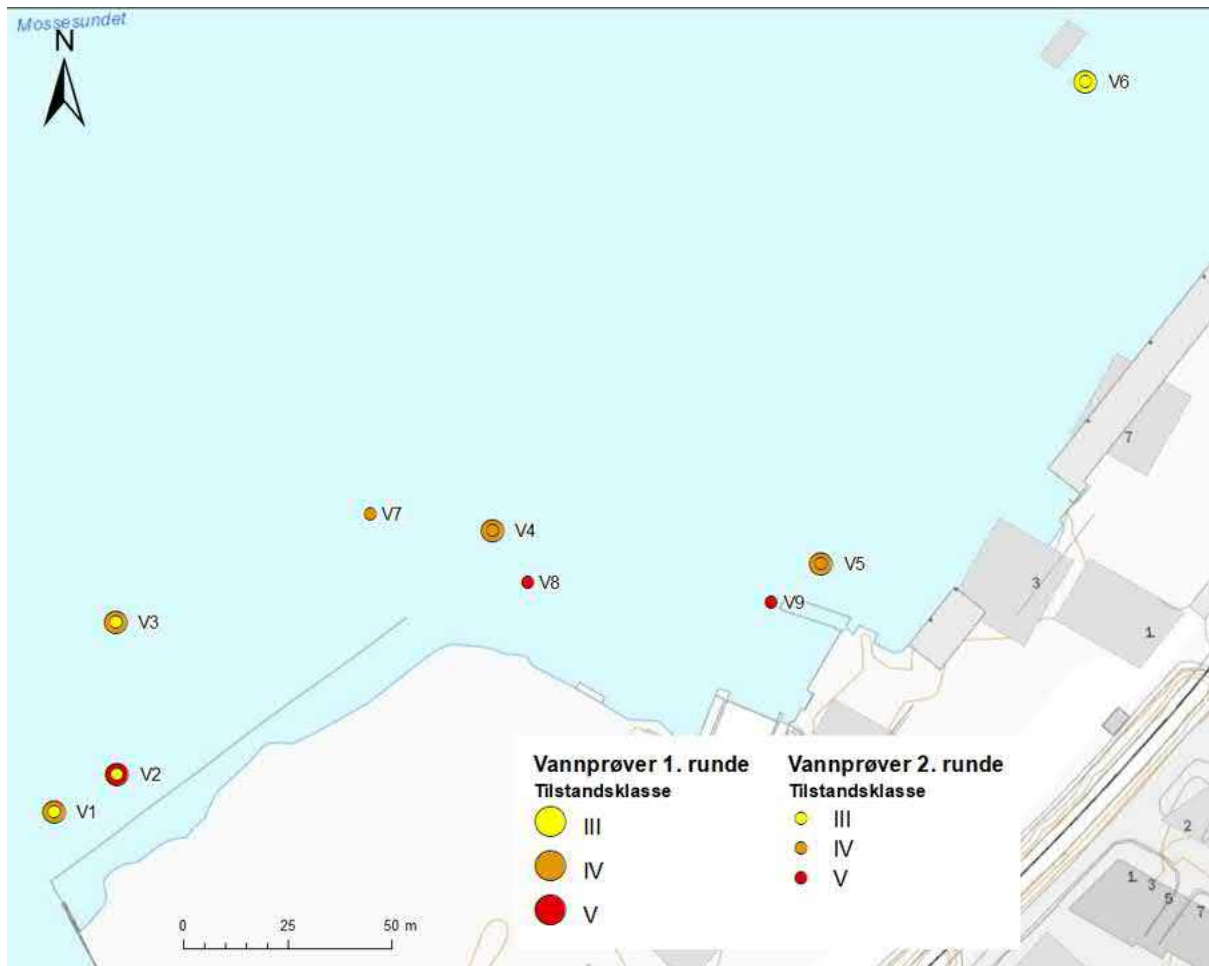 Mossesundet
N
V6
7
V7
V4
V8
V5
V9
3
1
V3
V2
V1
Vannprøver 1. runde
Tilstandsklasse
III
IV
V
Vannprøver 2. runde
Tilstandsklasse
III
IV
V
0 25 50 m
2
1
3
5
7